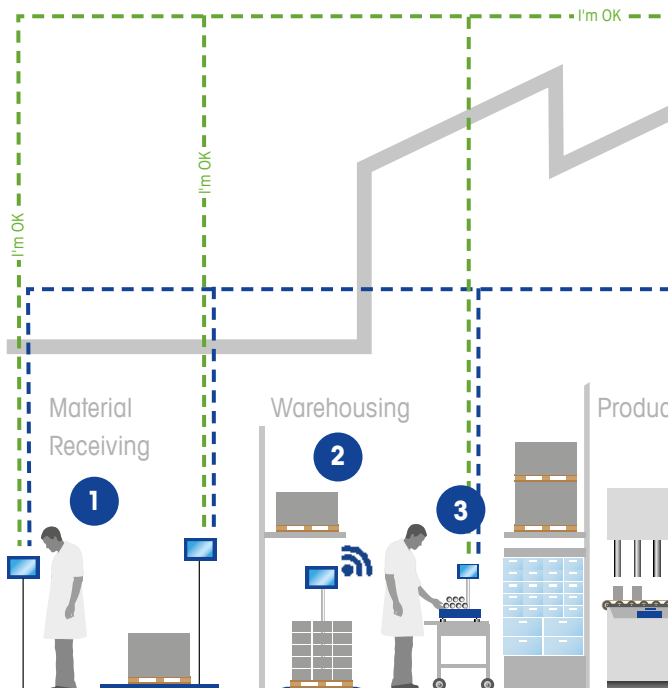 I'm OK
I'm OK
I'm OK
Material
Receiving
Warehousing
Produc
1
2
3